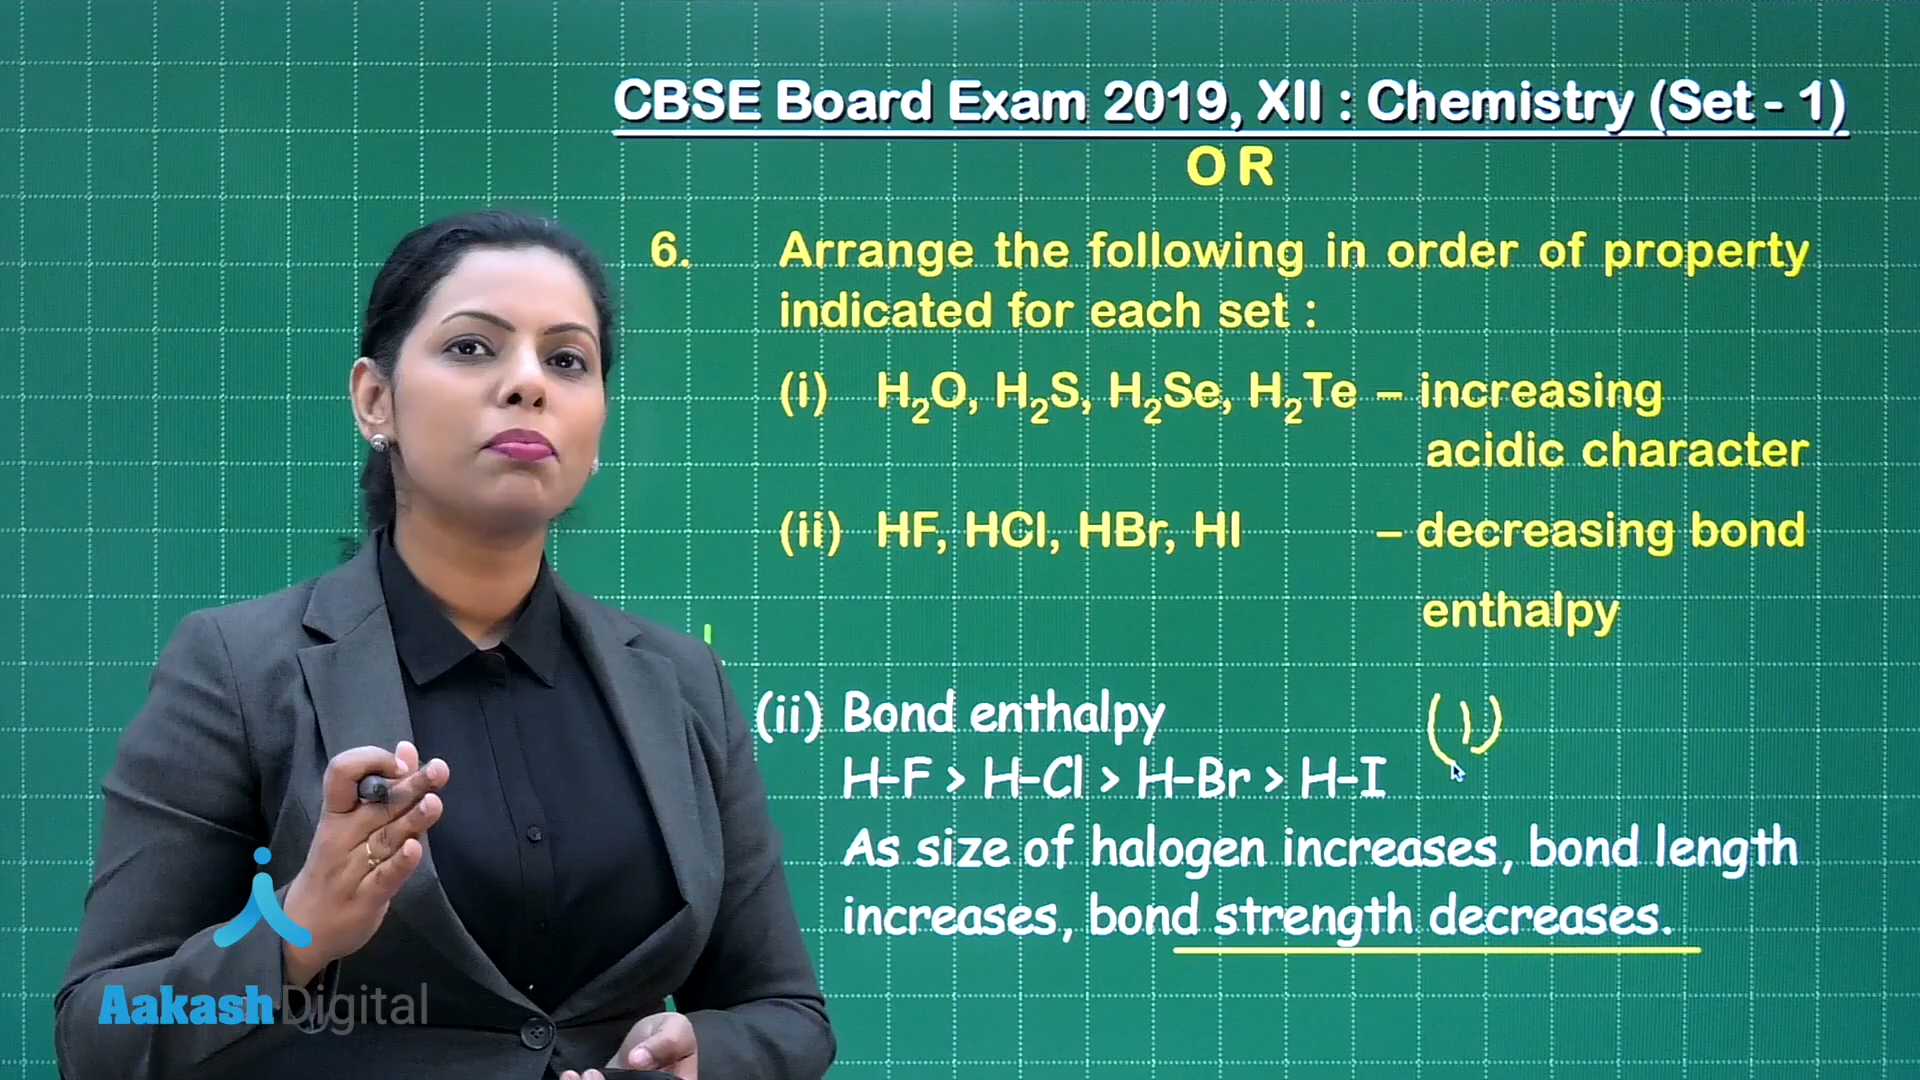 CBSE Board Exam 2019, XII : Chemistry (Set - 1)
OR
6. Arrange the following in order of property
indicated for each set :
(i) H₂O, H₂S, H₂Se, H₂Te – increasing
acidic character
(ii) HF, HCl, HBr, HI – decreasing bond
enthalpy
(ii) Bond enthalpy (1)
H–F > H–Cl > H–Br > H–I
As size of halogen increases, bond length
increases, bond strength decreases.
AakashDigital